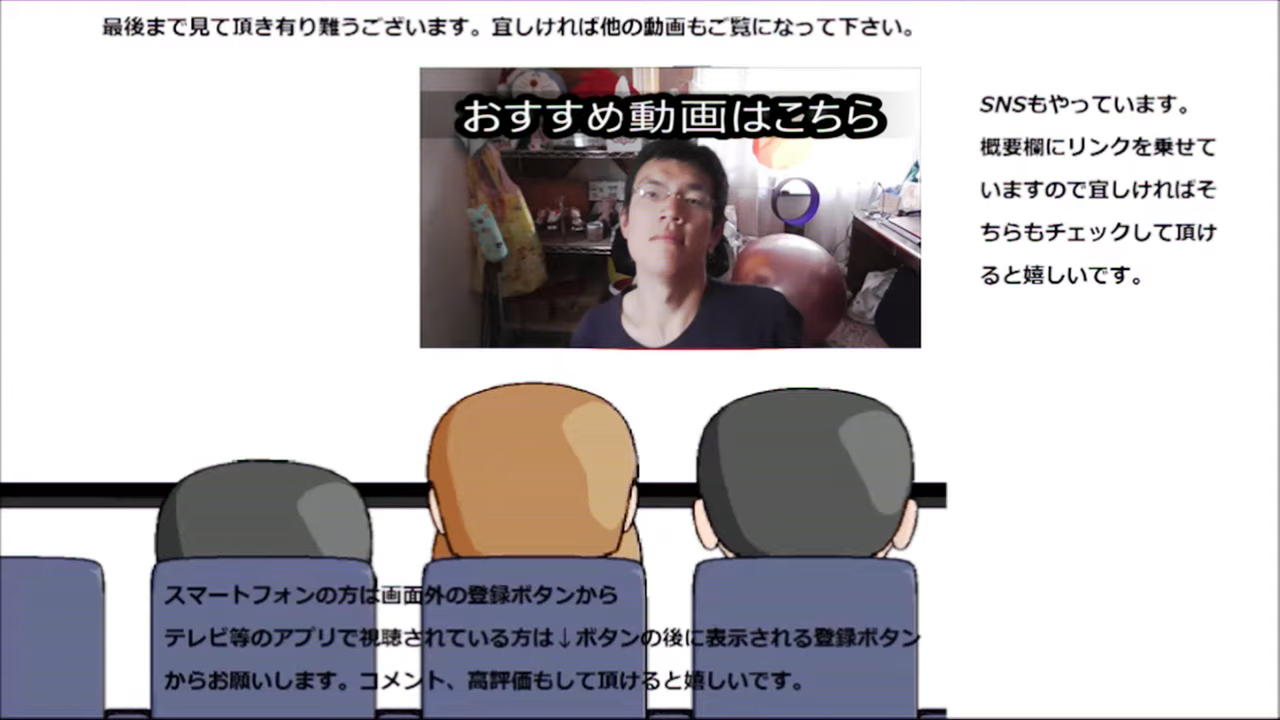 最後まで見て頂き有り難うございます。宜しければ他の動画もご覧になって下さい。
おすすめ動画はこちら
SNSもやっています。
概要欄にリンクを乗せて
いますので宜しければそ
ちらもチェックして頂け
ると嬉しいです。
スマートフォンの方は画面外の登録ボタンから
テレビ等のアプリで視聴されている方は↓ボタンの後に表示される登録ボタン
からお願いします。コメント、高評価もして頂けると嬉しいです。